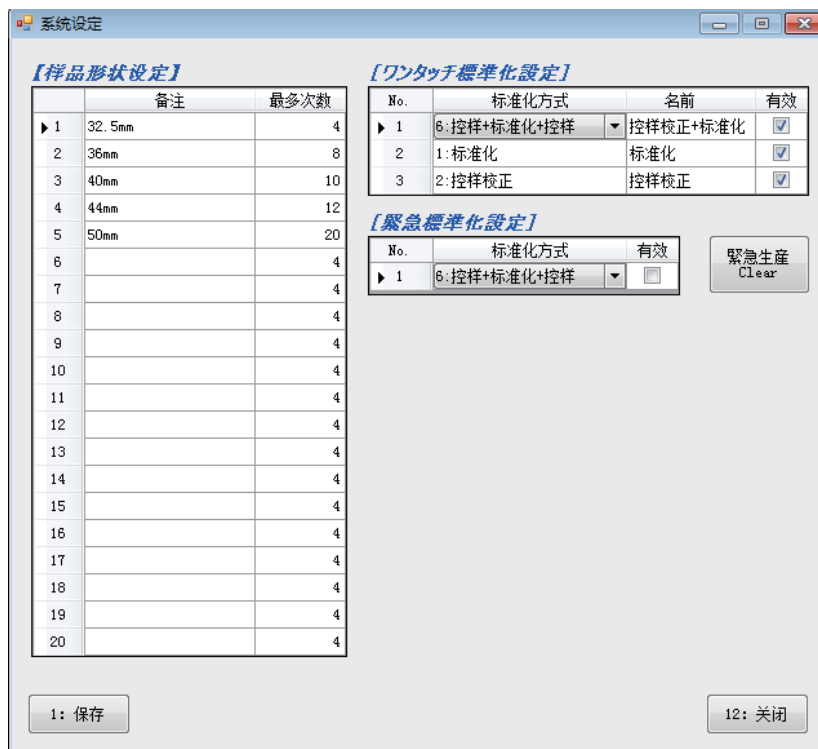 系统设定
【样品形状设定】
备注 最多次数
1 32.5mm 4
2 36mm 8
3 40mm 10
4 44mm 12
5 50mm 20
6 4
7 4
8 4
9 4
10 4
11 4
12 4
13 4
14 4
15 4
16 4
17 4
18 4
19 4
20 4
[ワンタッチ標準化設定]
No. 标准化方式 名前 有效
1 6:控样+标准化+控样 控样校正+标准化
2 1:标准化 标准化
3 2:控样校正 控样校正
[緊急標準化設定]
No. 标准化方式 有效
1 6:控样+标准化+控样
緊急生産
Clear
1: 保存
12: 关闭